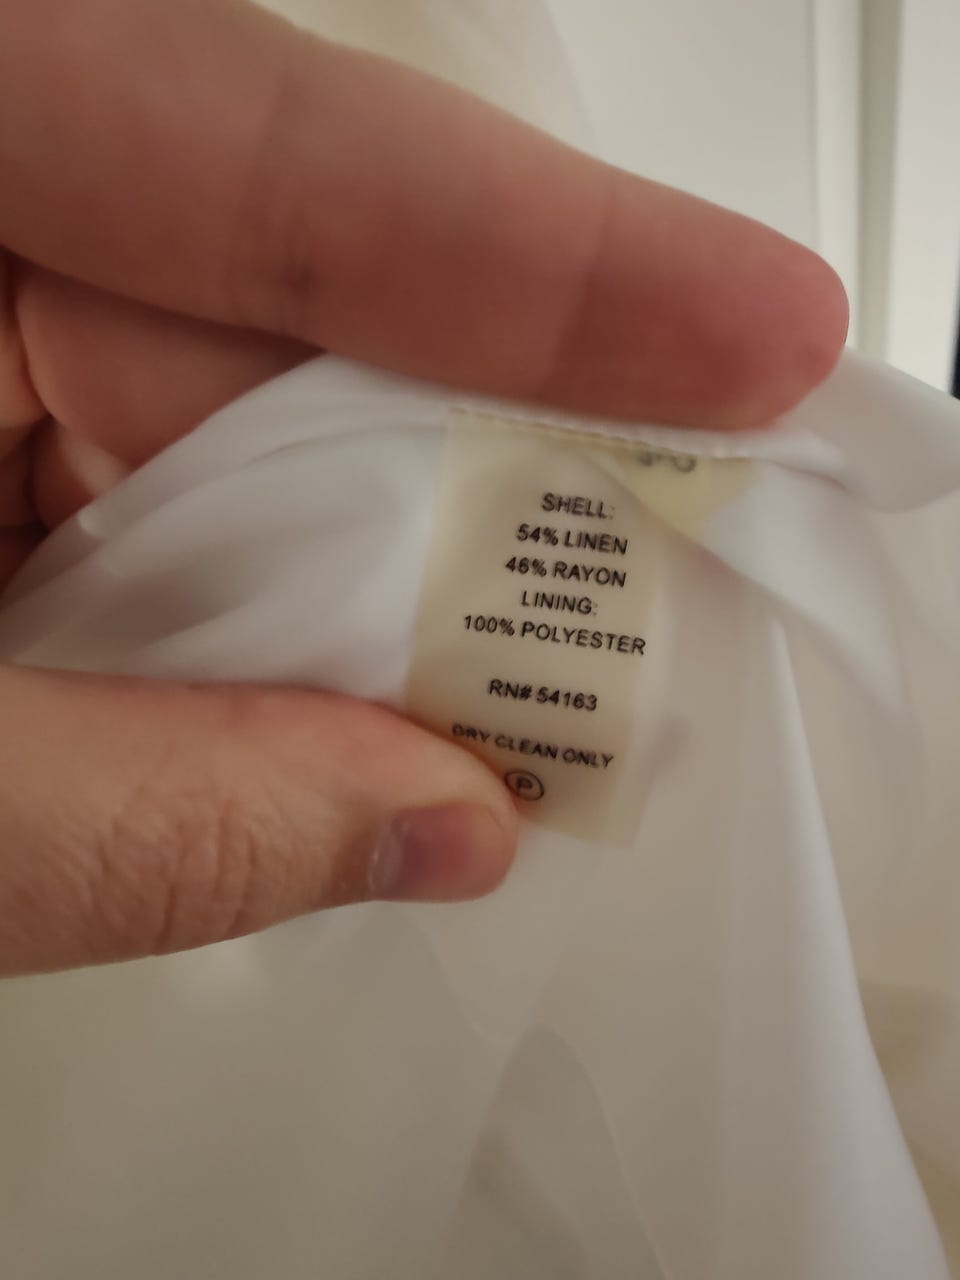 SHELL:
54% LINEN
46% RAYON
LINING:
100% POLYESTER
RN# 54163
DRY CLEAN ONLY
P